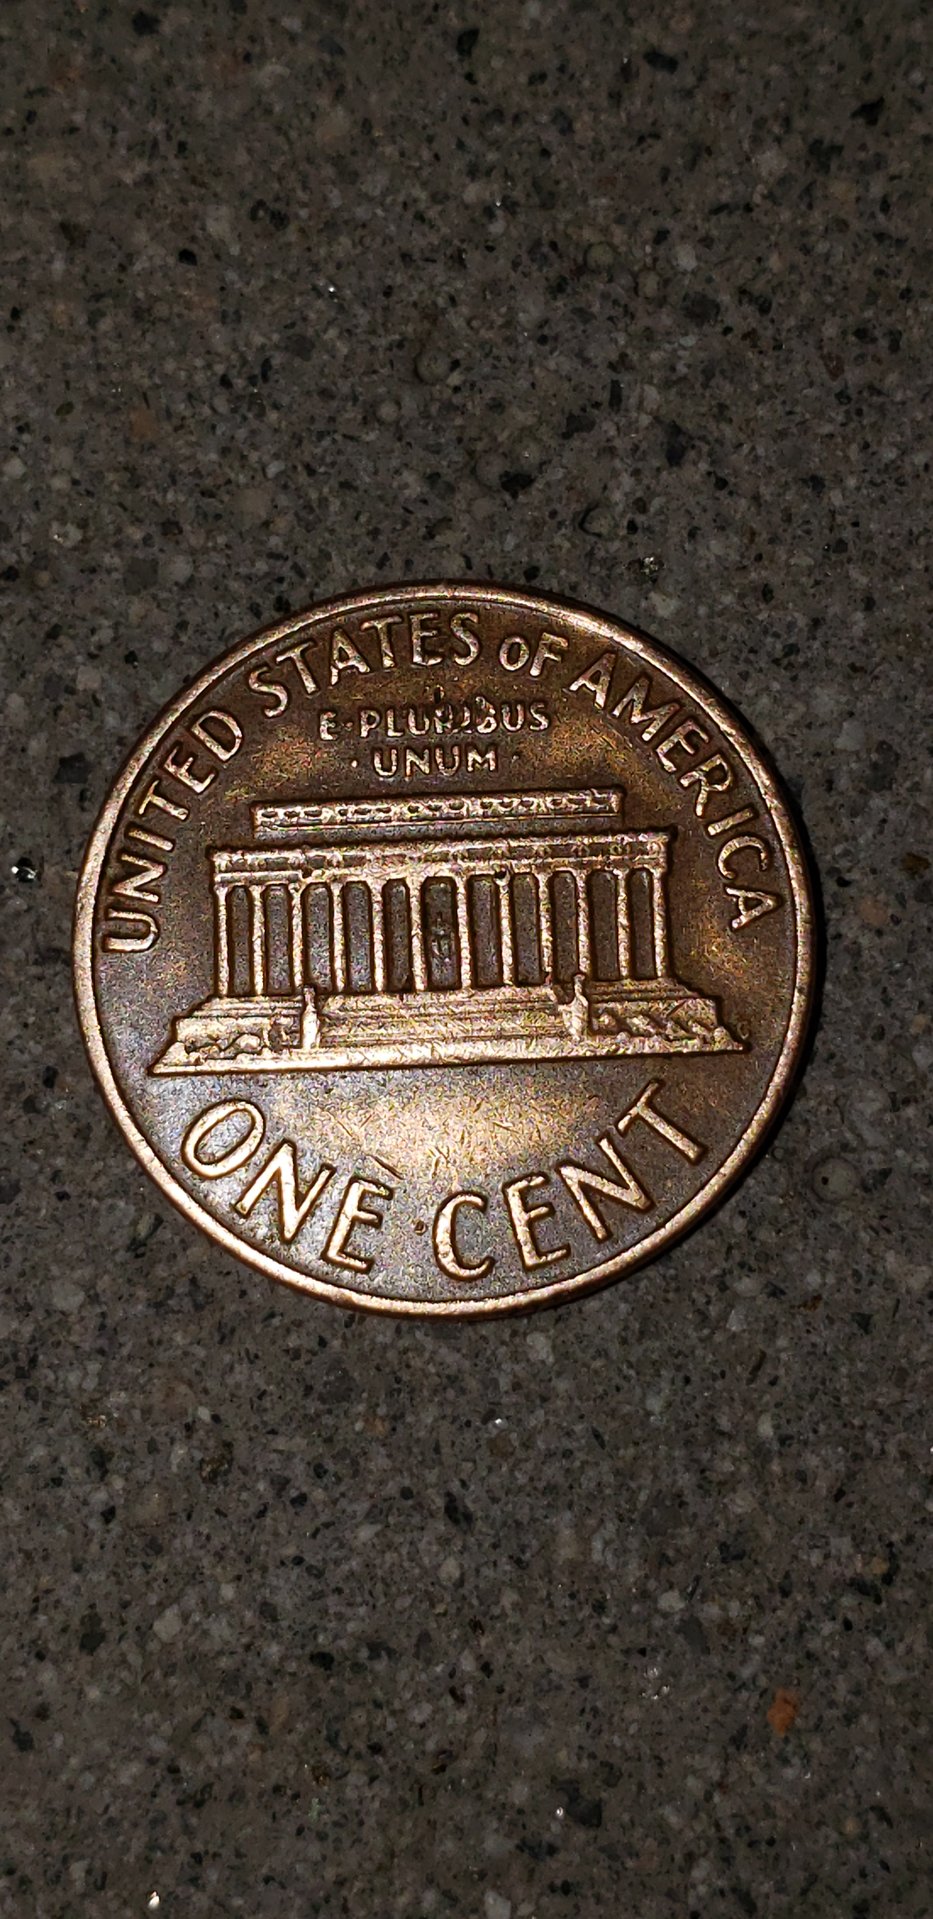 UNITED STATES OF AMERICA
E·PLURIBUS
·UNUM·
ONE CENT